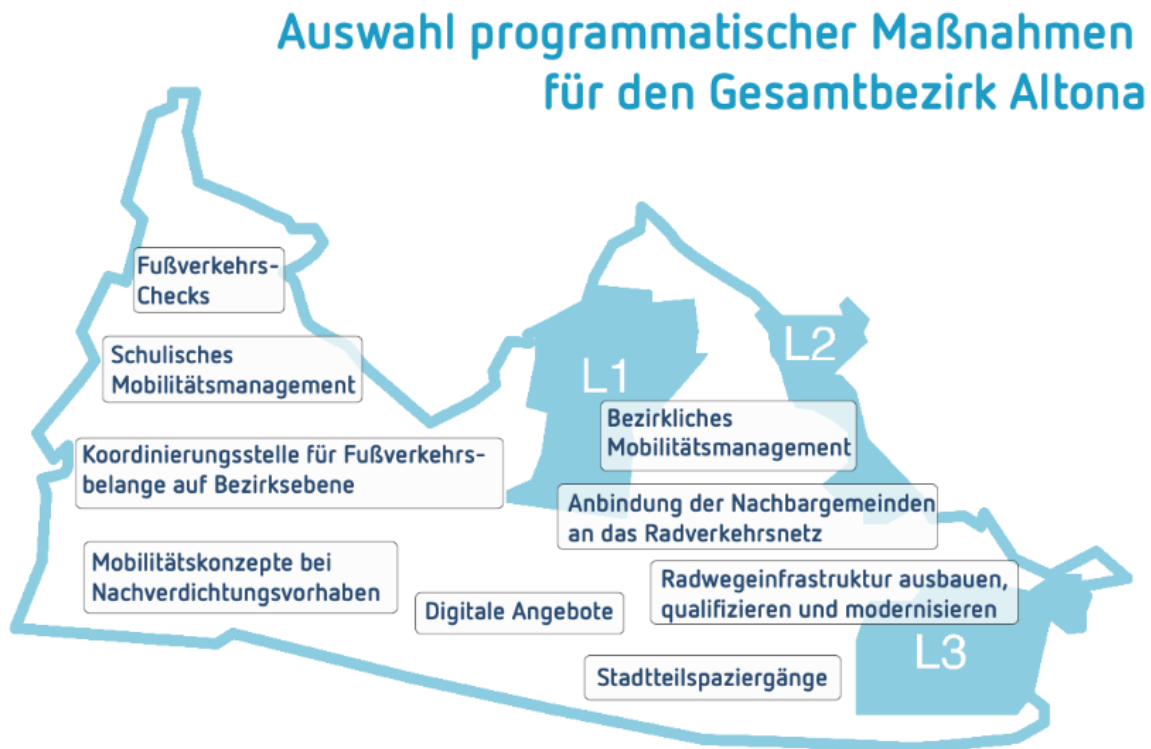 Auswahl programmatischer Maßnahmen
für den Gesamtbezirk Altona
Fußverkehrs-
Checks
Schulisches
Mobilitätsmanagement
L1
L2
Bezirkliches
Mobilitätsmanagement
Koordinierungsstelle für Fußverkehrs-
belange auf Bezirksebene
Anbindung der Nachbargemeinden
an das Radverkehrsnetz
Mobilitätskonzepte bei
Nachverdichtungsvorhaben
Digitale Angebote
Radwegeinfrastruktur ausbauen,
qualifizieren und modernisieren
L3
Stadtteilspaziergänge